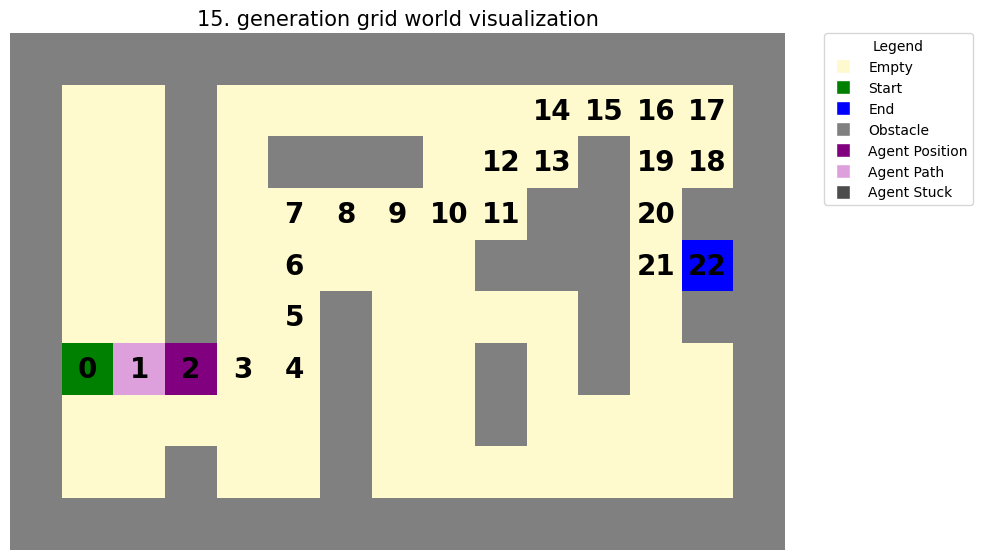 15. generation grid world visualization
Legend
Empty
Start
End
Obstacle
Agent Position
Agent Path
Agent Stuck
14 15 16 17
12 13 19 18
7 8 9 10 11 20
6 21 22
5
0 1 2 3 4